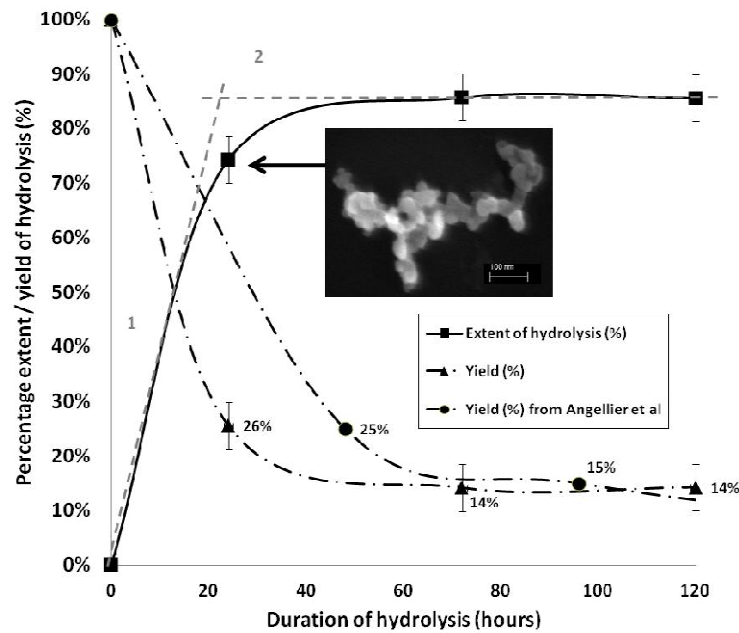 100%
90%
80%
70%
60%
50%
40%
30%
20%
10%
0%
Percentage extent / yield of hydrolysis (%)
2
1
100 nm
Extent of hydrolysis (%)
Yield (%)
Yield (%) from Angellier et al
26%
25%
14%
15%
14%
0 20 40 60 80 100 120
Duration of hydrolysis (hours)